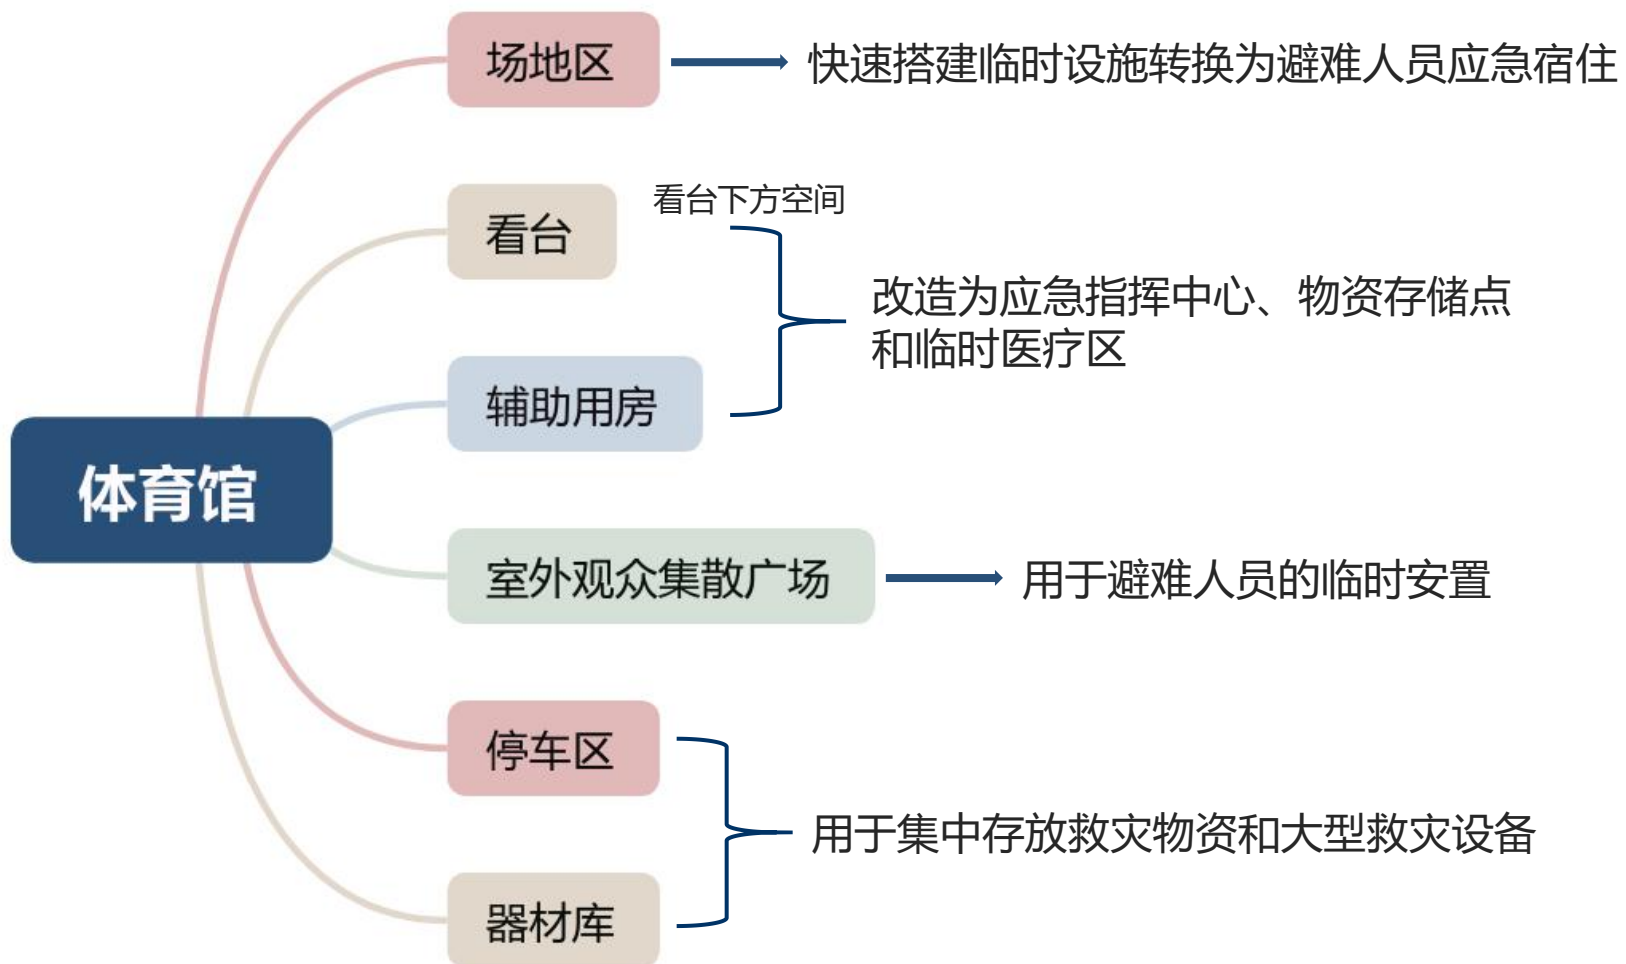 场地区
快速搭建临时设施转换为避难人员应急宿住
看台
看台下方空间
改造为应急指挥中心、物资存储点
和临时医疗区
辅助用房
体育馆
室外观众集散广场
用于避难人员的临时安置
停车区
用于集中存放救灾物资和大型救灾设备
器材库